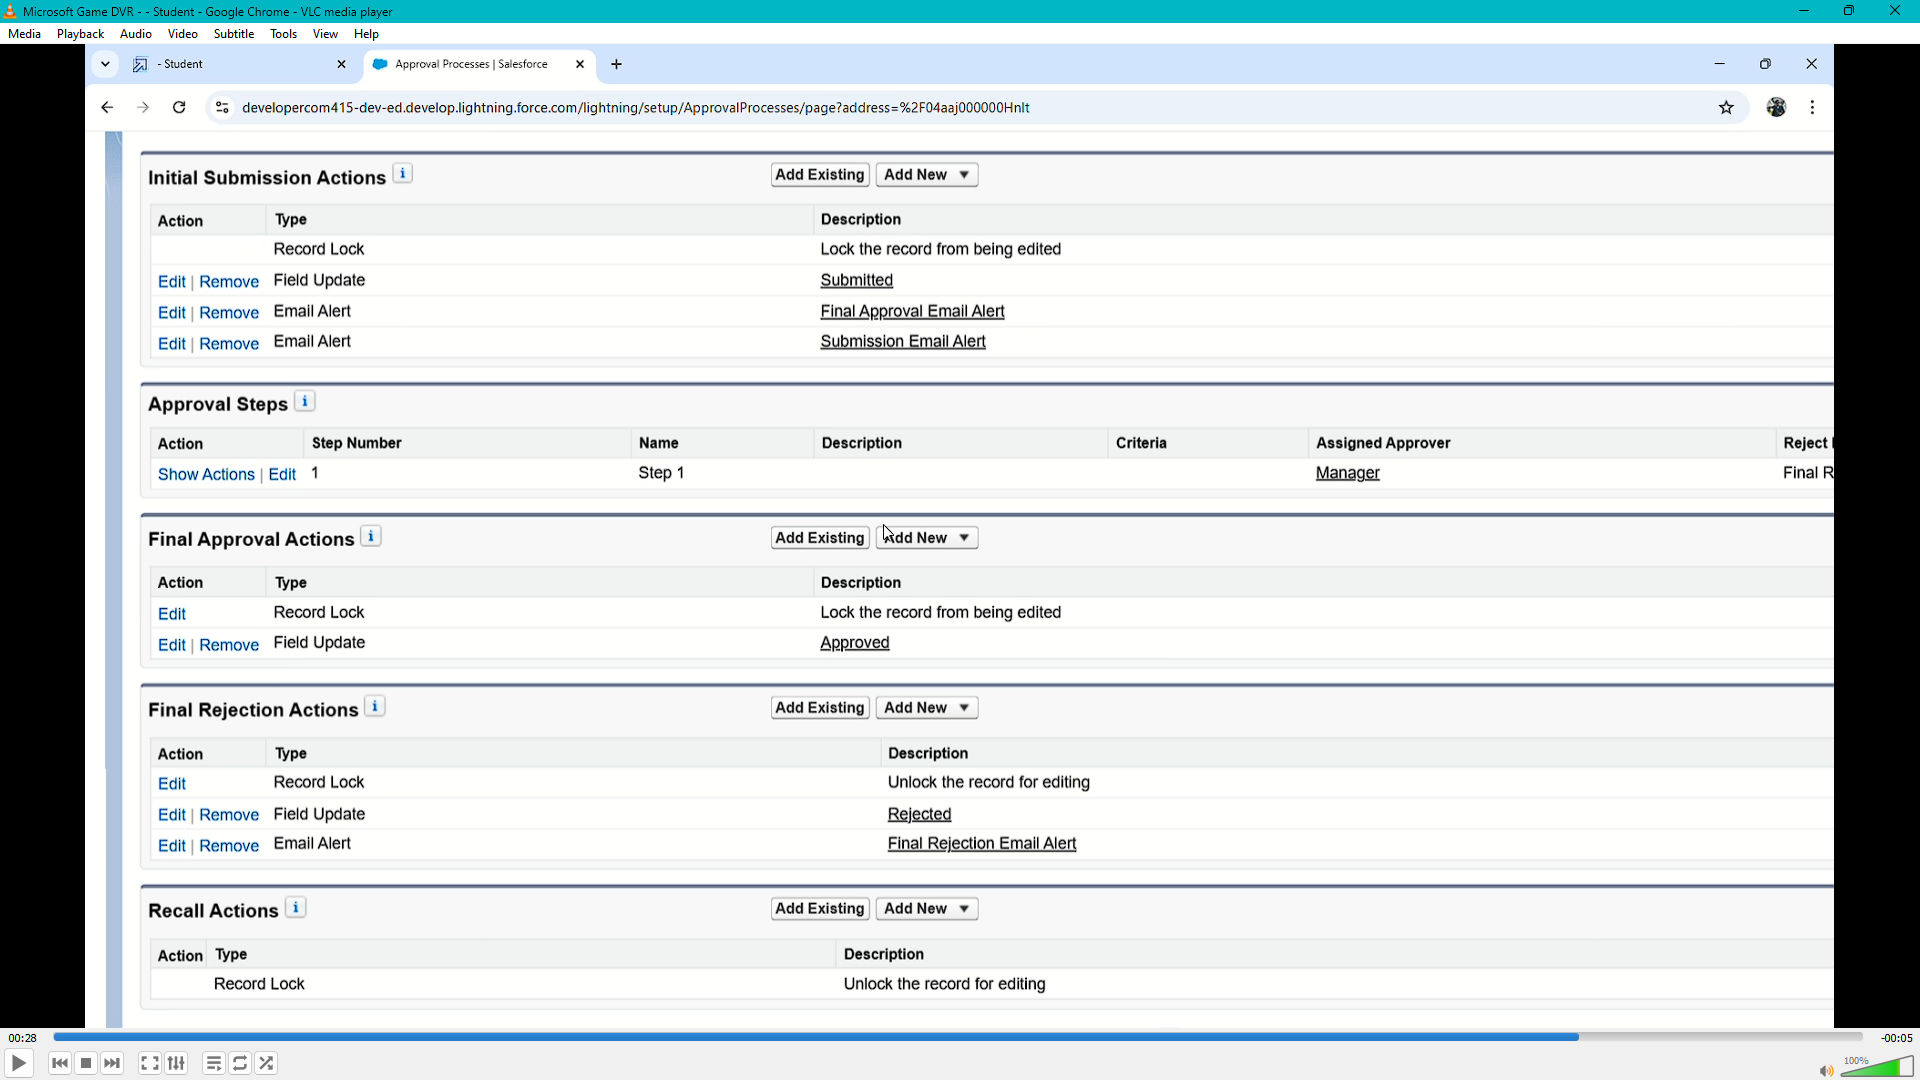 Microsoft Game DVR - - Student - Google Chrome - VLC media player
Media Playback Audio Video Subtitle Tools View Help
- Student
Approval Processes | Salesforce
developercom415-dev-ed.develop.lightning.force.com/lightning/setup/ApprovalProcesses/page?address=%2F04aaj000000Hnlt
Initial Submission Actions i Add Existing Add New
Action Type Description
Record Lock Lock the record from being edited
Edit | Remove Field Update Submitted
Edit | Remove Email Alert Final Approval Email Alert
Edit | Remove Email Alert Submission Email Alert
Approval Steps i
Action Step Number Name Description Criteria Assigned Approver Reject
Show Actions | Edit 1 Step 1 Manager Final R
Final Approval Actions i Add Existing Add New
Action Type Description
Edit Record Lock Lock the record from being edited
Edit | Remove Field Update Approved
Final Rejection Actions i Add Existing Add New
Action Type Description
Edit Record Lock Unlock the record for editing
Edit | Remove Field Update Rejected
Edit | Remove Email Alert Final Rejection Email Alert
Recall Actions i Add Existing Add New
Action Type Description
Record Lock Unlock the record for editing
00:28 -00:05
100%